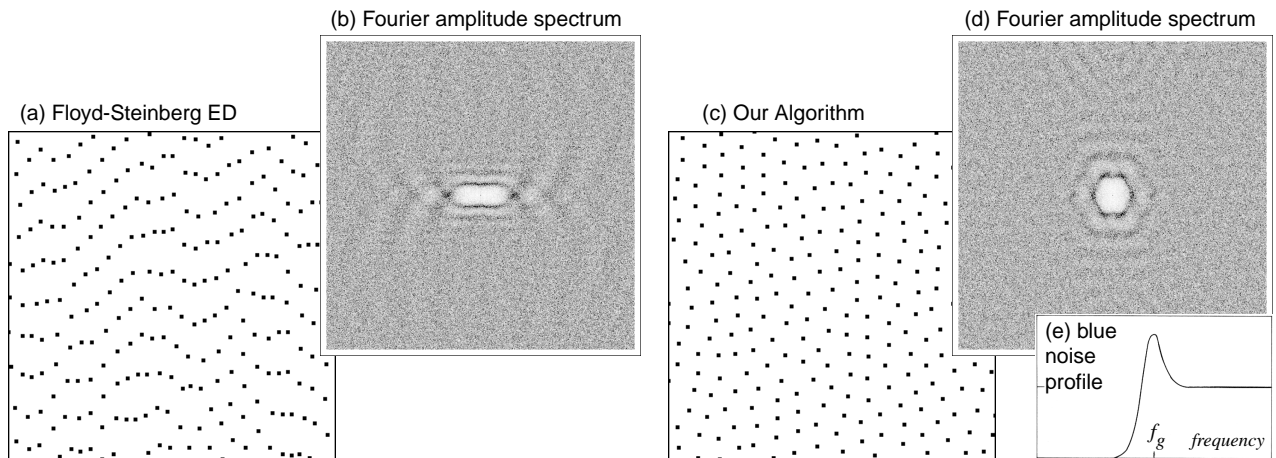 (b) Fourier amplitude spectrum
(d) Fourier amplitude spectrum
(a) Floyd-Steinberg ED
(c) Our Algorithm
(e) blue
noise
profile
f_g frequency